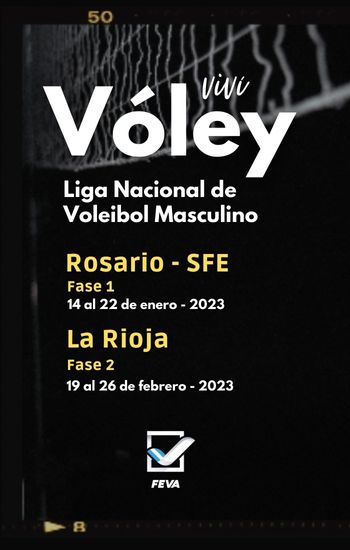 50
Viví
Vóley
Liga Nacional de
Voleibol Masculino
Rosario - SFE
Fase 1
14 al 22 de enero - 2023
La Rioja
Fase 2
19 al 26 de febrero - 2023
FEVA
8